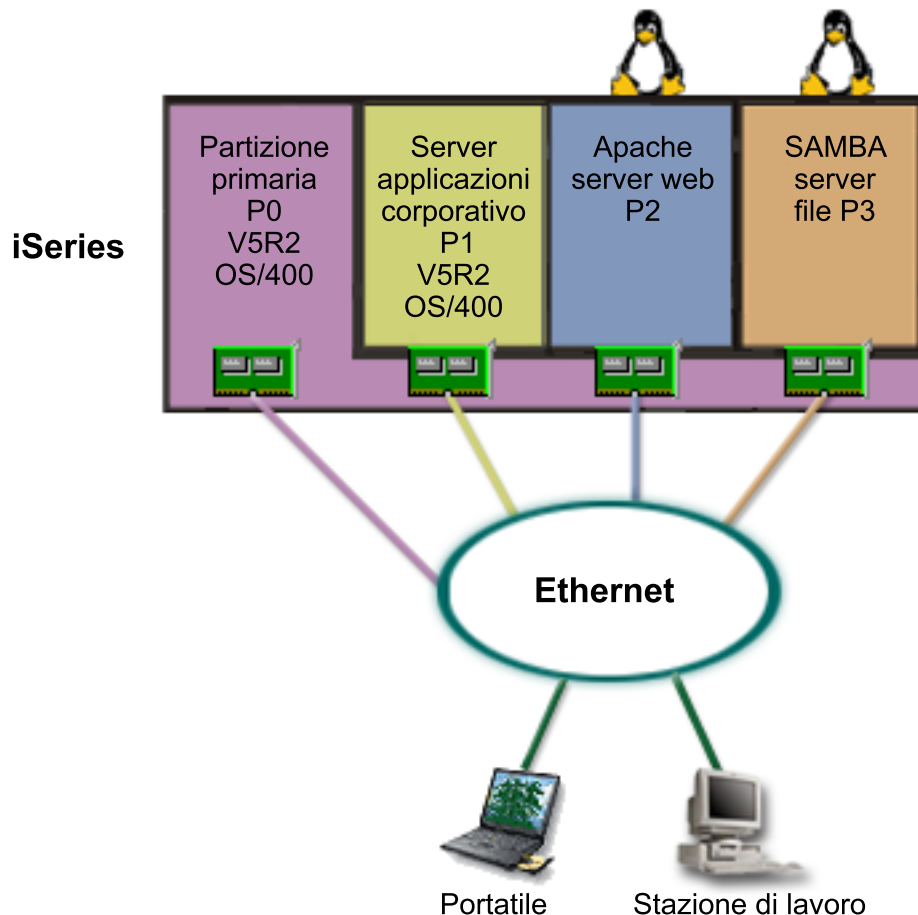 iSeries
Partizione
primaria
P0
V5R2
OS/400
Server
applicazioni
corporativo
P1
V5R2
OS/400
Apache
server web
P2
SAMBA
server
file P3
Ethernet
Portatile
Stazione di lavoro